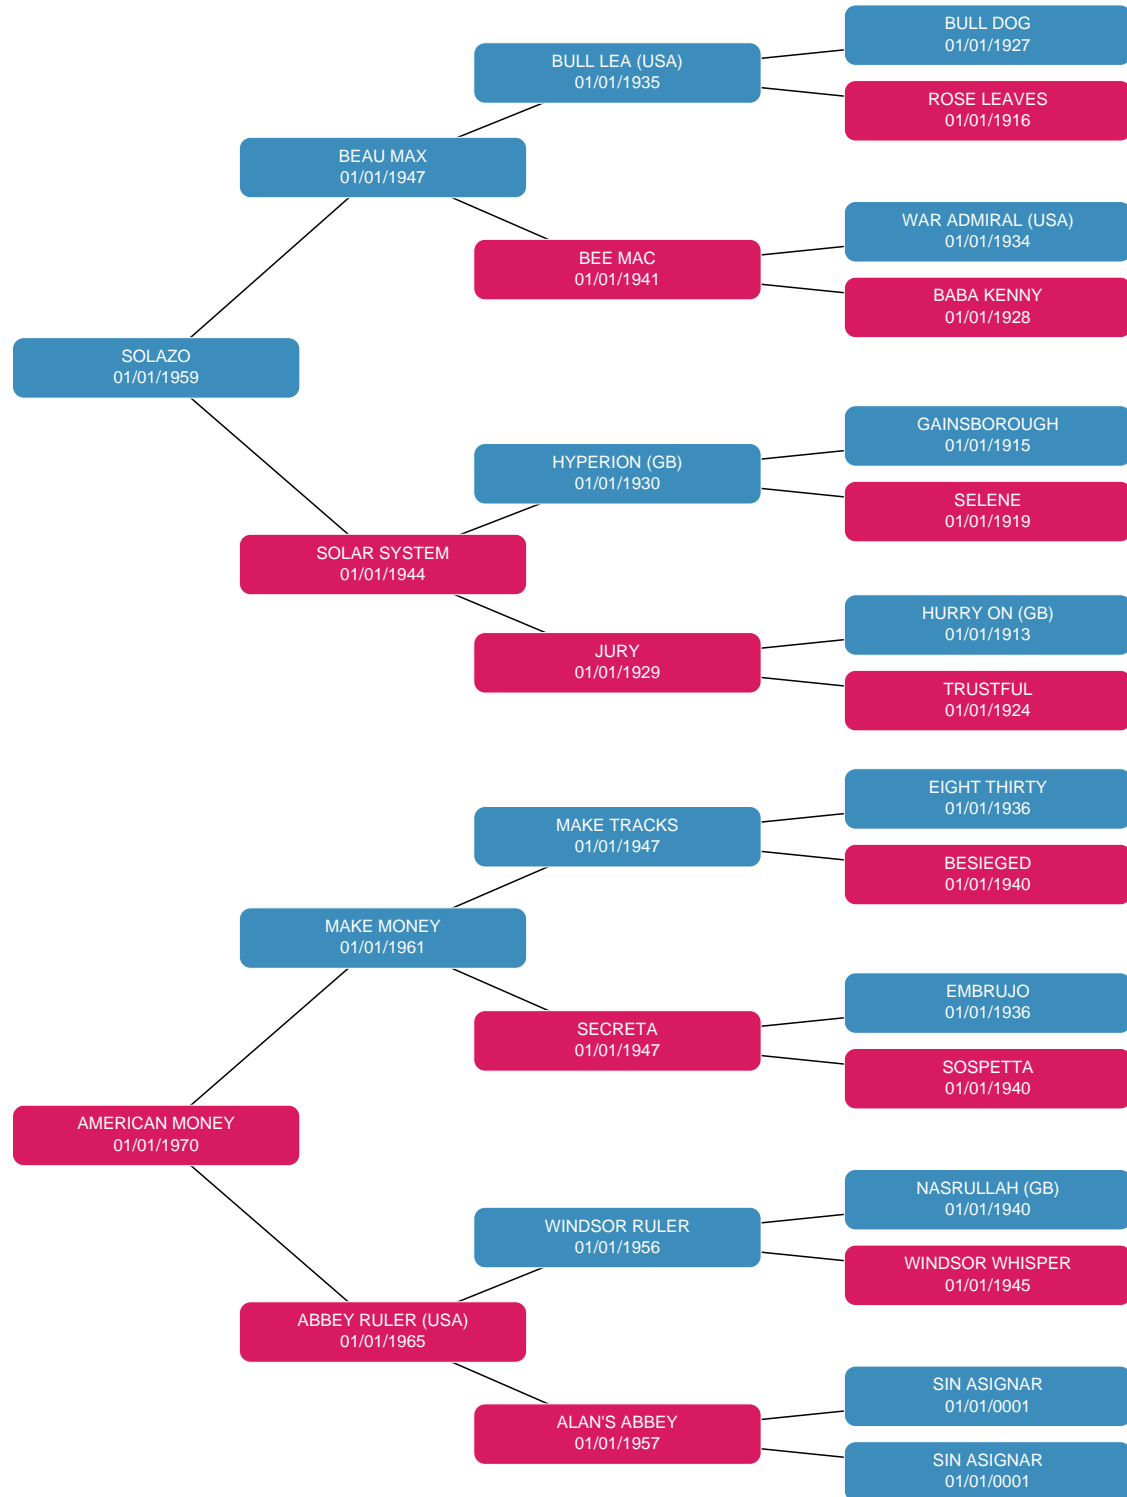 BULL DOG
01/01/1927
BULL LEA (USA)
01/01/1935
ROSE LEAVES
01/01/1916
BEAU MAX
01/01/1947
WAR ADMIRAL (USA)
01/01/1934
BEE MAC
01/01/1941
BABA KENNY
01/01/1928
SOLAZO
01/01/1959
GAINSBOROUGH
01/01/1915
HYPERION (GB)
01/01/1930
SELENE
01/01/1919
SOLAR SYSTEM
01/01/1944
HURRY ON (GB)
01/01/1913
JURY
01/01/1929
TRUSTFUL
01/01/1924
EIGHT THIRTY
01/01/1936
MAKE TRACKS
01/01/1947
BESIEGED
01/01/1940
MAKE MONEY
01/01/1961
EMBRUJO
01/01/1936
SECRETA
01/01/1947
SOSPETTA
01/01/1940
AMERICAN MONEY
01/01/1970
NASRULLAH (GB)
01/01/1940
WINDSOR RULER
01/01/1956
WINDSOR WHISPER
01/01/1945
ABBEY RULER (USA)
01/01/1965
SIN ASIGNAR
01/01/0001
ALAN'S ABBEY
01/01/1957
SIN ASIGNAR
01/01/0001